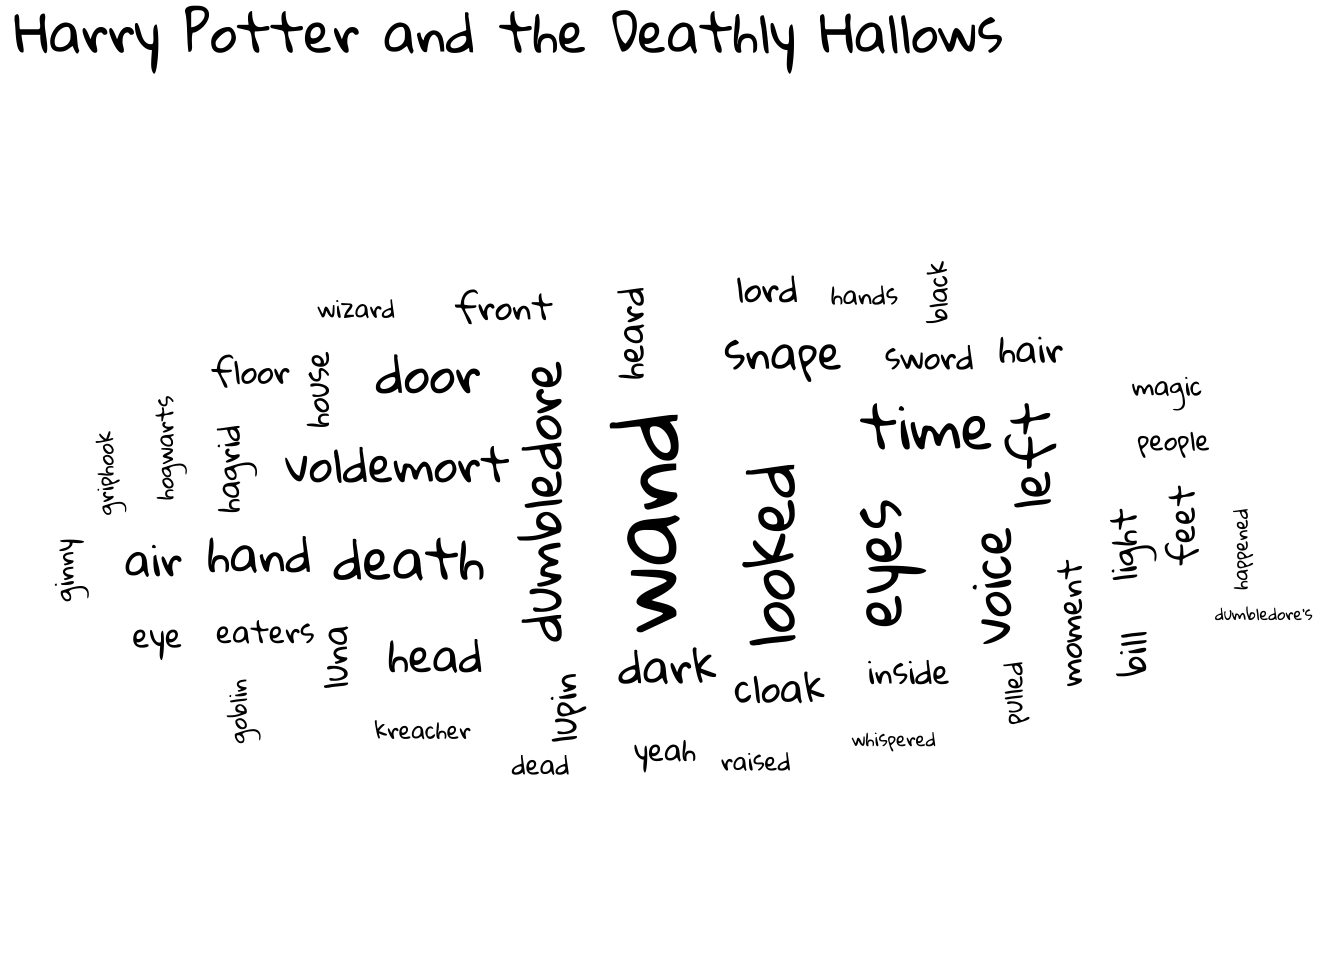 Harry Potter and the Deathly Hallows
wizard
front
heard
lord
hands
black
floor
house
door
dumbledore
snape
sword
hair
magic
griphook
hogwarts
hagrid
voldemort
wand
looked
time
left
people
ginny
air
hand
death
eyes
voice
moment
light
feet
happened
dumbledore's
eye
eaters
luna
head
lupin
dark
cloak
inside
pulled
bill
goblin
kreacher
dead
yeah
raised
whispered